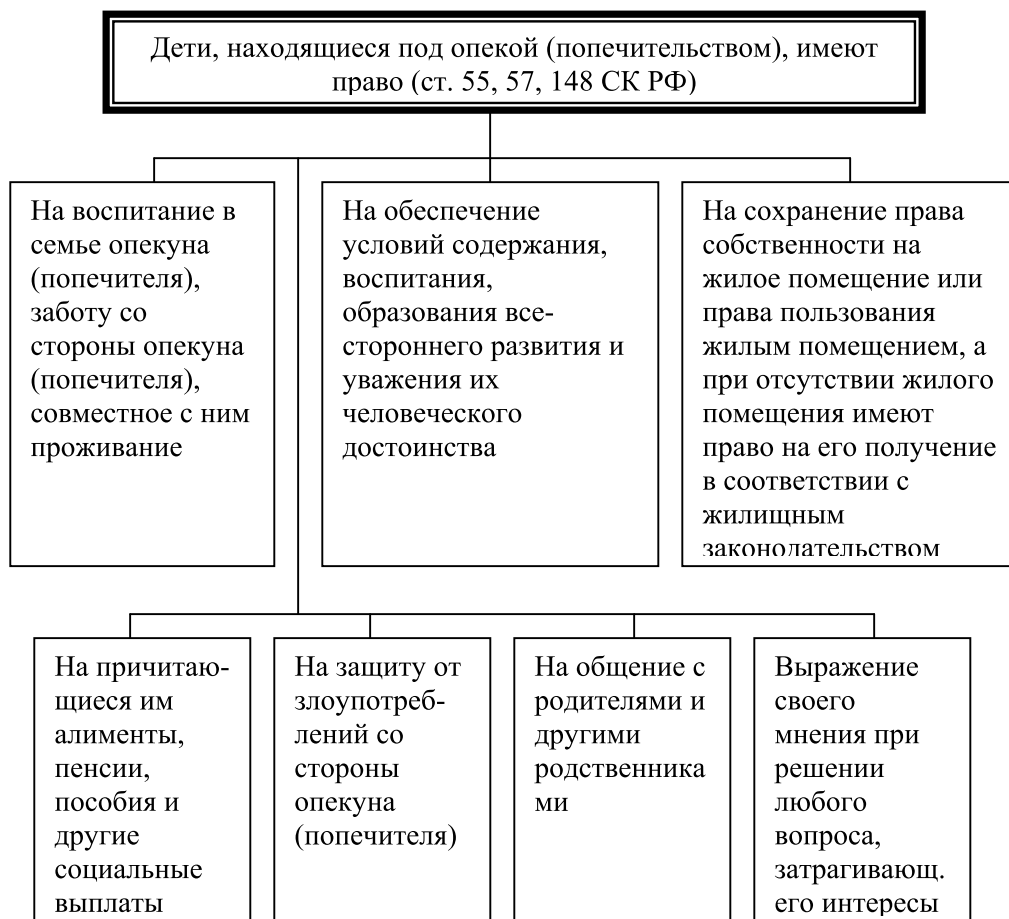 Дети, находящиеся под опекой (попечительством), имеют
право (ст. 55, 57, 148 СК РФ)
На воспитание в
семье опекуна
(попечителя),
заботу со
стороны опекуна
(попечителя),
совместное с ним
проживание
На обеспечение
условий содержания,
воспитания,
образования все-
стороннего развития и
уважения их
человеческого
достоинства
На сохранение права
собственности на
жилое помещение или
права пользования
жилым помещением, а
при отсутствии жилого
помещения имеют
право на его получение
в соответствии с
жилищным
законодательством
На причитаю-
щиеся им
алименты,
пенсии,
пособия и
другие
социальные
выплаты
На защиту от
злоупотреб-
лений со
стороны
опекуна
(попечителя)
На общение с
родителями и
другими
родственника
ми
Выражение
своего
мнения при
решении
любого
вопроса,
затрагивающ.
его интересы